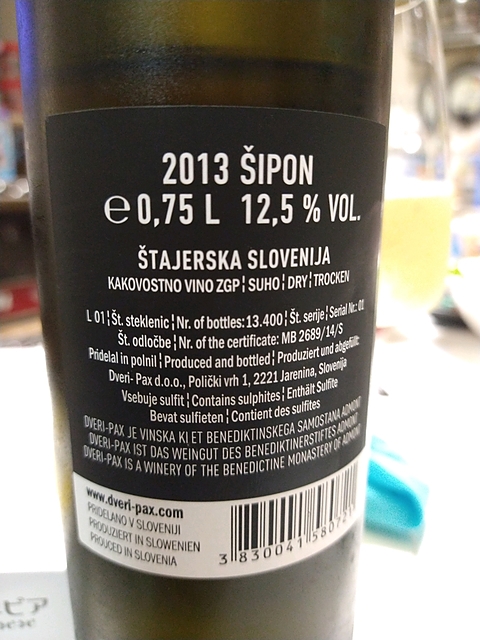 2013 ŠIPON
e 0,75 L 12,5 % VOL.
ŠTAJERSKA SLOVENIJA
KAKOVOSTNO VINO ZGP ¦ SUHO ¦ DRY ¦ TROCKEN
L 01 ¦ Št. steklenic ¦ Nr. of bottles: 13.400 ¦ Št. serije ¦ Serial Nr.: 01
Št. odločbe ¦ Nr. of the certificate: MB 2689/14/S
Pridelal in polnil ¦ Produced and bottled ¦ Produziert und abgefüllt:
Dveri-Pax d.o.o., Polički vrh 1, 2221 Jarenina, Slovenija
Vsebuje sulfit ¦ Contains sulphites ¦ Enthält Sulfite
Bevat sulfieten ¦ Contient des sulfites
DVERI-PAX JE VINSKA KLET BENEDIKTINSKEGA SAMOSTANA ADMONT
DVERI-PAX IST DAS WEINGUT DES BENEDIKTINERSTIFTES ADMONT
DVERI-PAX IS A WINERY OF THE BENEDICTINE MONASTERY OF ADMONT
www.dveri-pax.com
PRIDELANO V SLOVENIJI
PRODUZIERT IN SLOWENIEN
PROUCED IN SLOVENIA
3 830041 58074
ピア